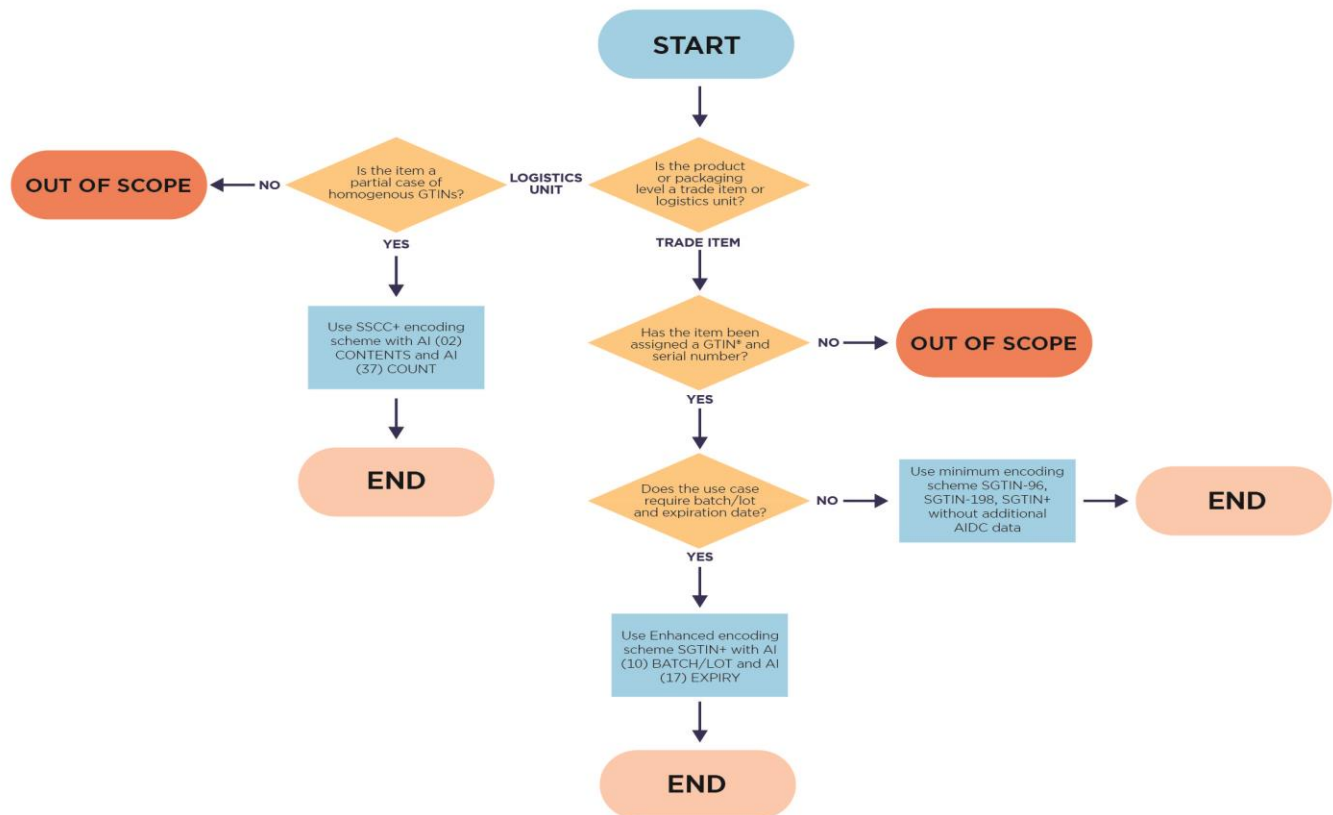 START
Is the item a
partial case of
homogenous GTINs?
LOGISTICS
UNIT
Is the product
or packaging
level a trade item or
logistics unit?
OUT OF SCOPE
NO
YES
TRADE ITEM
Use SSCC+ encoding
scheme with AI (02)
CONTENTS and AI
(37) COUNT
Has the item been
assigned a GTIN® and
serial number?
NO
OUT OF SCOPE
YES
END
Does the use case
require batch/lot
and expiration date?
NO
Use minimum encoding
scheme SGTIN-96,
SGTIN-198, SGTIN+
without additional
AIDC data
END
YES
Use Enhanced encoding
scheme SGTIN+ with AI
(10) BATCH/LOT and AI
(17) EXPIRY
END